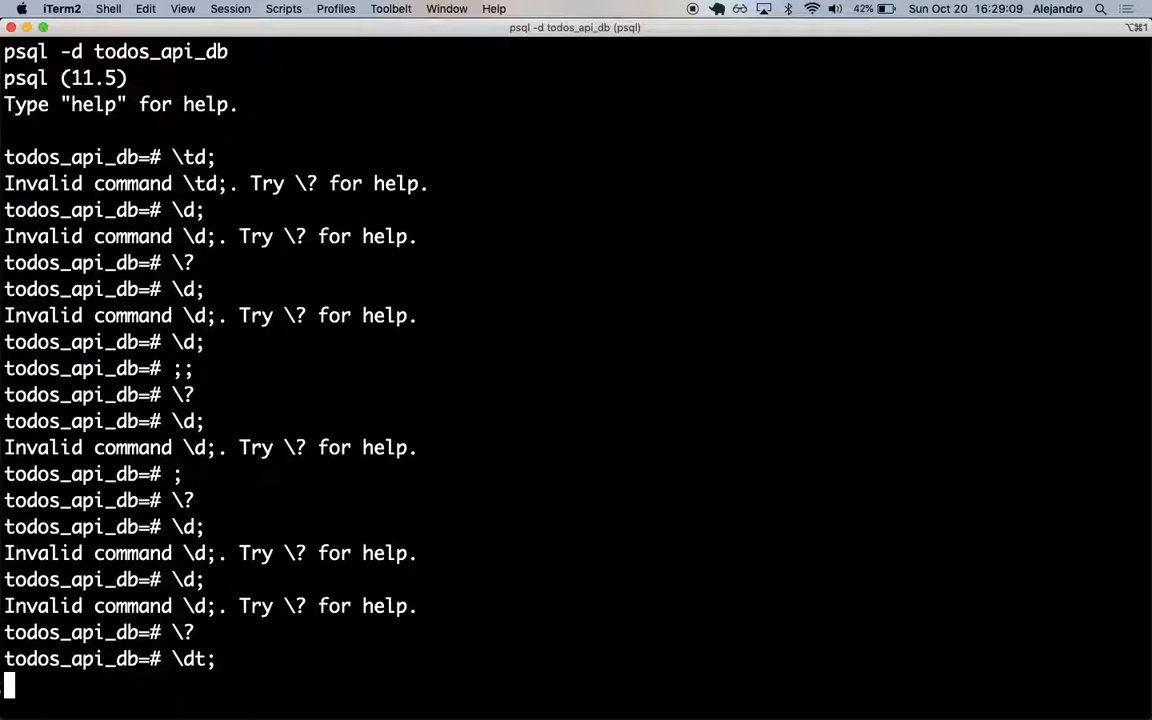 iTerm2 Shell Edit View Session Scripts Profiles Toolbelt Window Help 42% Sun Oct 20 16:29:09 Alejandro
psql -d todos_api_db (psql) ⌥⌘1
psql -d todos_api_db
psql (11.5)
Type "help" for help.
todos_api_db=# \td;
Invalid command \td;. Try \? for help.
todos_api_db=# \d;
Invalid command \d;. Try \? for help.
todos_api_db=# \?
todos_api_db=# \d;
Invalid command \d;. Try \? for help.
todos_api_db=# \d;
todos_api_db=# ;;
todos_api_db=# \?
todos_api_db=# \d;
Invalid command \d;. Try \? for help.
todos_api_db=# ;
todos_api_db=# \?
todos_api_db=# \d;
Invalid command \d;. Try \? for help.
todos_api_db=# \d;
Invalid command \d;. Try \? for help.
todos_api_db=# \?
todos_api_db=# \dt;